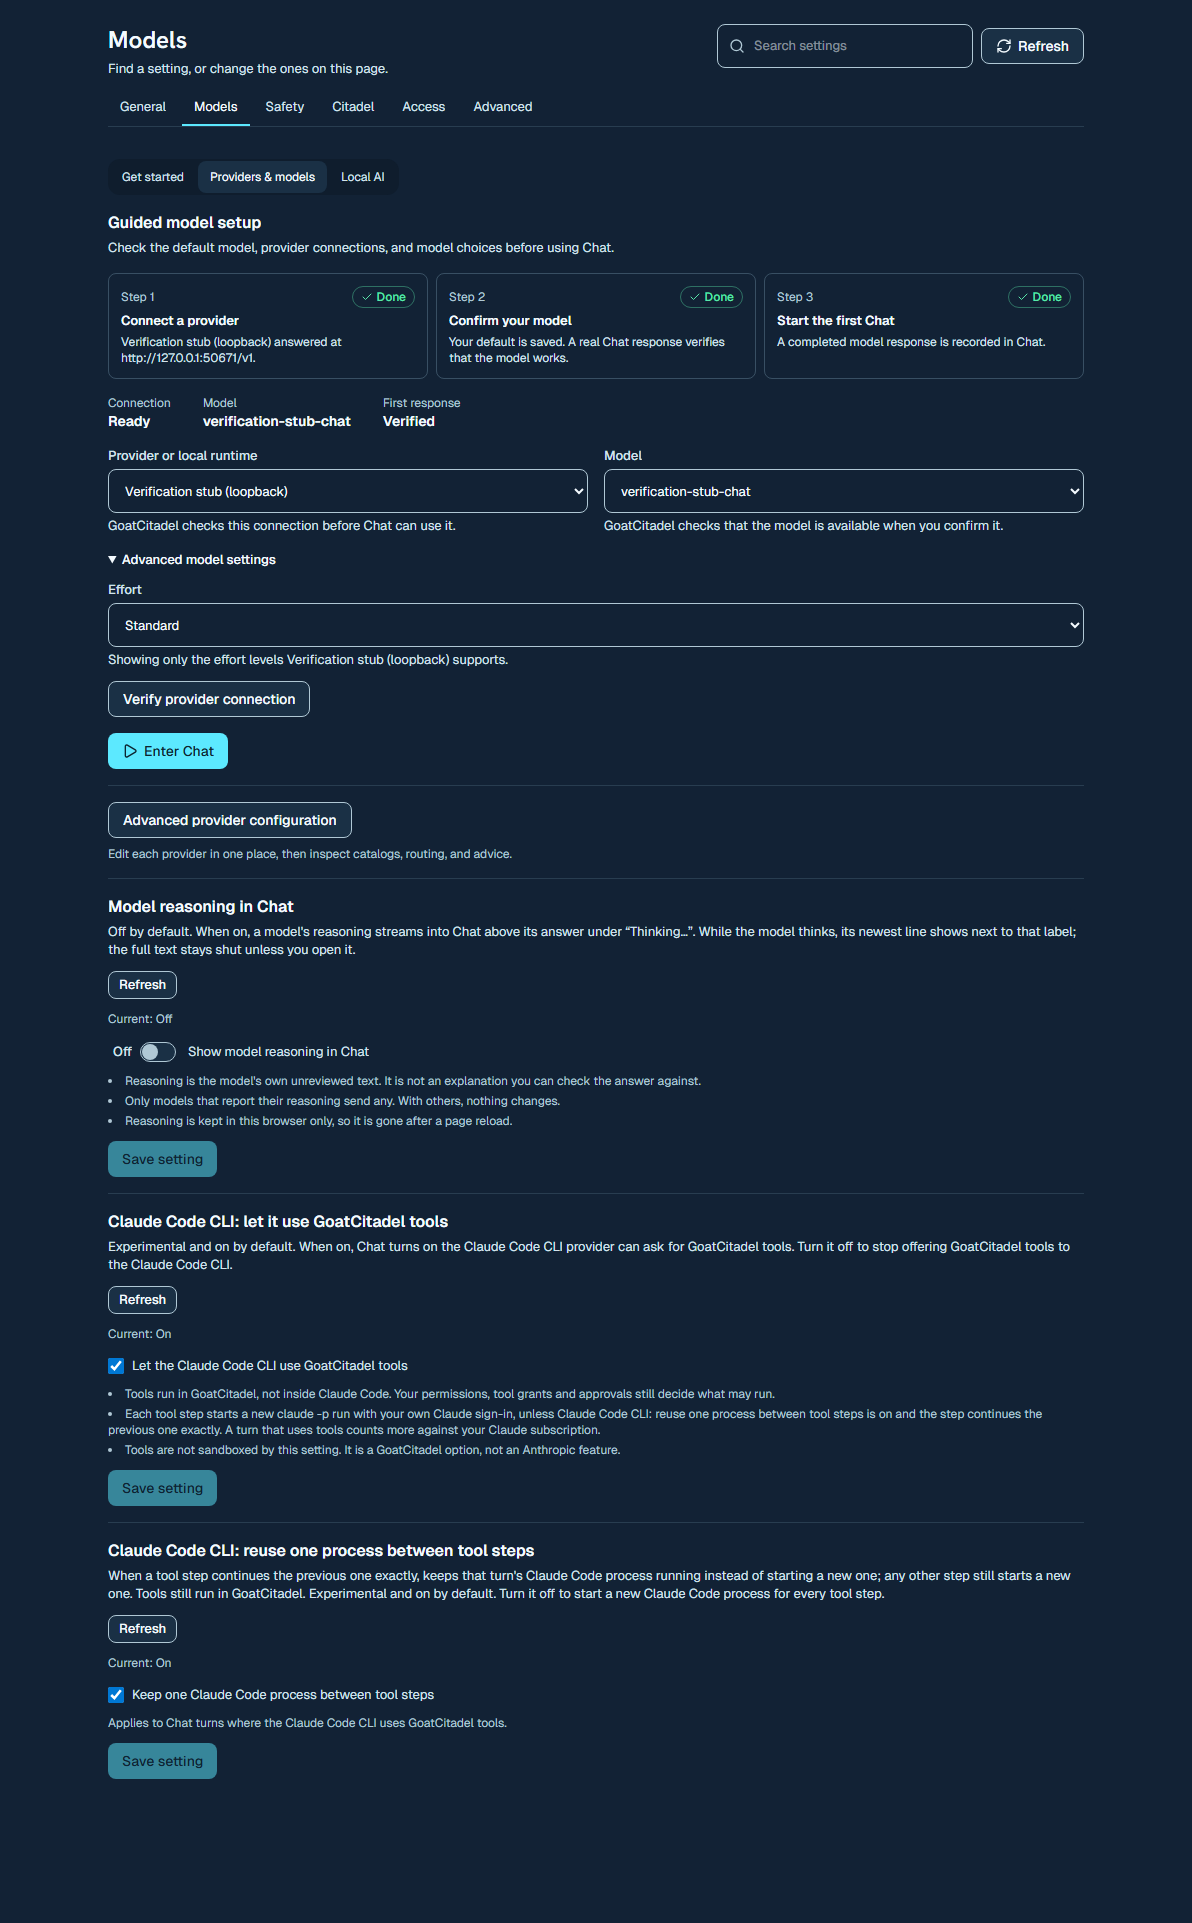 Models
Find a setting, or change the ones on this page.
Search settings
Refresh
General
Models
Safety
Citadel
Access
Advanced
Get started
Providers & models
Local AI
Guided model setup
Check the default model, provider connections, and model choices before using Chat.
Step 1
Done
Connect a provider
Verification stub (loopback) answered at
http://127.0.0.1:50671/v1.
Step 2
Done
Confirm your model
Your default is saved. A real Chat response verifies
that the model works.
Step 3
Done
Start the first Chat
A completed model response is recorded in Chat.
Connection
Ready
Model
verification-stub-chat
First response
Verified
Provider or local runtime
Verification stub (loopback)
GoatCitadel checks this connection before Chat can use it.
Model
verification-stub-chat
GoatCitadel checks that the model is available when you confirm it.
Advanced model settings
Effort
Standard
Showing only the effort levels Verification stub (loopback) supports.
Verify provider connection
Enter Chat
Advanced provider configuration
Edit each provider in one place, then inspect catalogs, routing, and advice.
Model reasoning in Chat
Off by default. When on, a model's reasoning streams into Chat above its answer under “Thinking…”. While the model thinks, its newest line shows next to that label;
the full text stays shut unless you open it.
Refresh
Current: Off
Off
Show model reasoning in Chat
• Reasoning is the model's own unreviewed text. It is not an explanation you can check the answer against.
• Only models that report their reasoning send any. With others, nothing changes.
• Reasoning is kept in this browser only, so it is gone after a page reload.
Save setting
Claude Code CLI: let it use GoatCitadel tools
Experimental and on by default. When on, Chat turns on the Claude Code CLI provider can ask for GoatCitadel tools. Turn it off to stop offering GoatCitadel tools to
the Claude Code CLI.
Refresh
Current: On
Let the Claude Code CLI use GoatCitadel tools
• Tools run in GoatCitadel, not inside Claude Code. Your permissions, tool grants and approvals still decide what may run.
• Each tool step starts a new claude -p run with your own Claude sign-in, unless Claude Code CLI: reuse one process between tool steps is on and the step continues the
previous one exactly. A turn that uses tools counts more against your Claude subscription.
• Tools are not sandboxed by this setting. It is a GoatCitadel option, not an Anthropic feature.
Save setting
Claude Code CLI: reuse one process between tool steps
When a tool step continues the previous one exactly, keeps that turn's Claude Code process running instead of starting a new one; any other step still starts a new
one. Tools still run in GoatCitadel. Experimental and on by default. Turn it off to start a new Claude Code process for every tool step.
Refresh
Current: On
Keep one Claude Code process between tool steps
Applies to Chat turns where the Claude Code CLI uses GoatCitadel tools.
Save setting